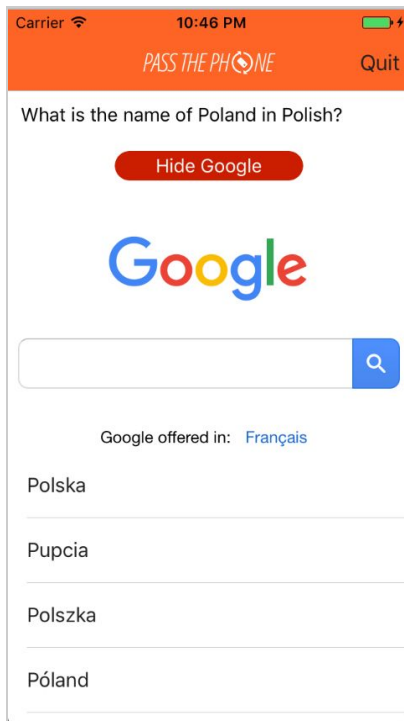 Carrier 10:46 PM
PASS THE PHONE Quit
What is the name of Poland in Polish?
Hide Google
Google
Google offered in: Français
Polska
Pupcia
Polszka
Póland